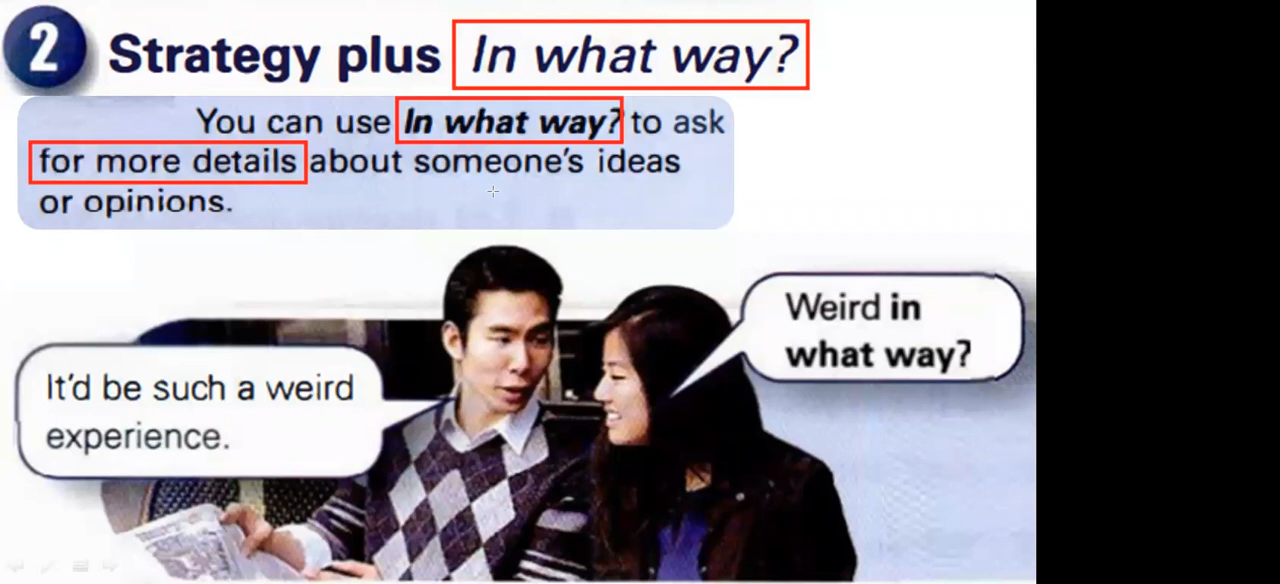 2 Strategy plus In what way?
You can use In what way? to ask
for more details about someone's ideas
or opinions.
It'd be such a weird
experience.
Weird in
what way?